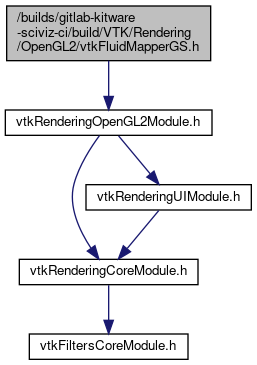 /builds/gitlab-kitware
-sciviz-ci/build/VTK/Rendering
/OpenGL2/vtkFluidMapperGS.h
vtkRenderingOpenGL2Module.h
vtkRenderingUIModule.h
vtkRenderingCoreModule.h
vtkFiltersCoreModule.h